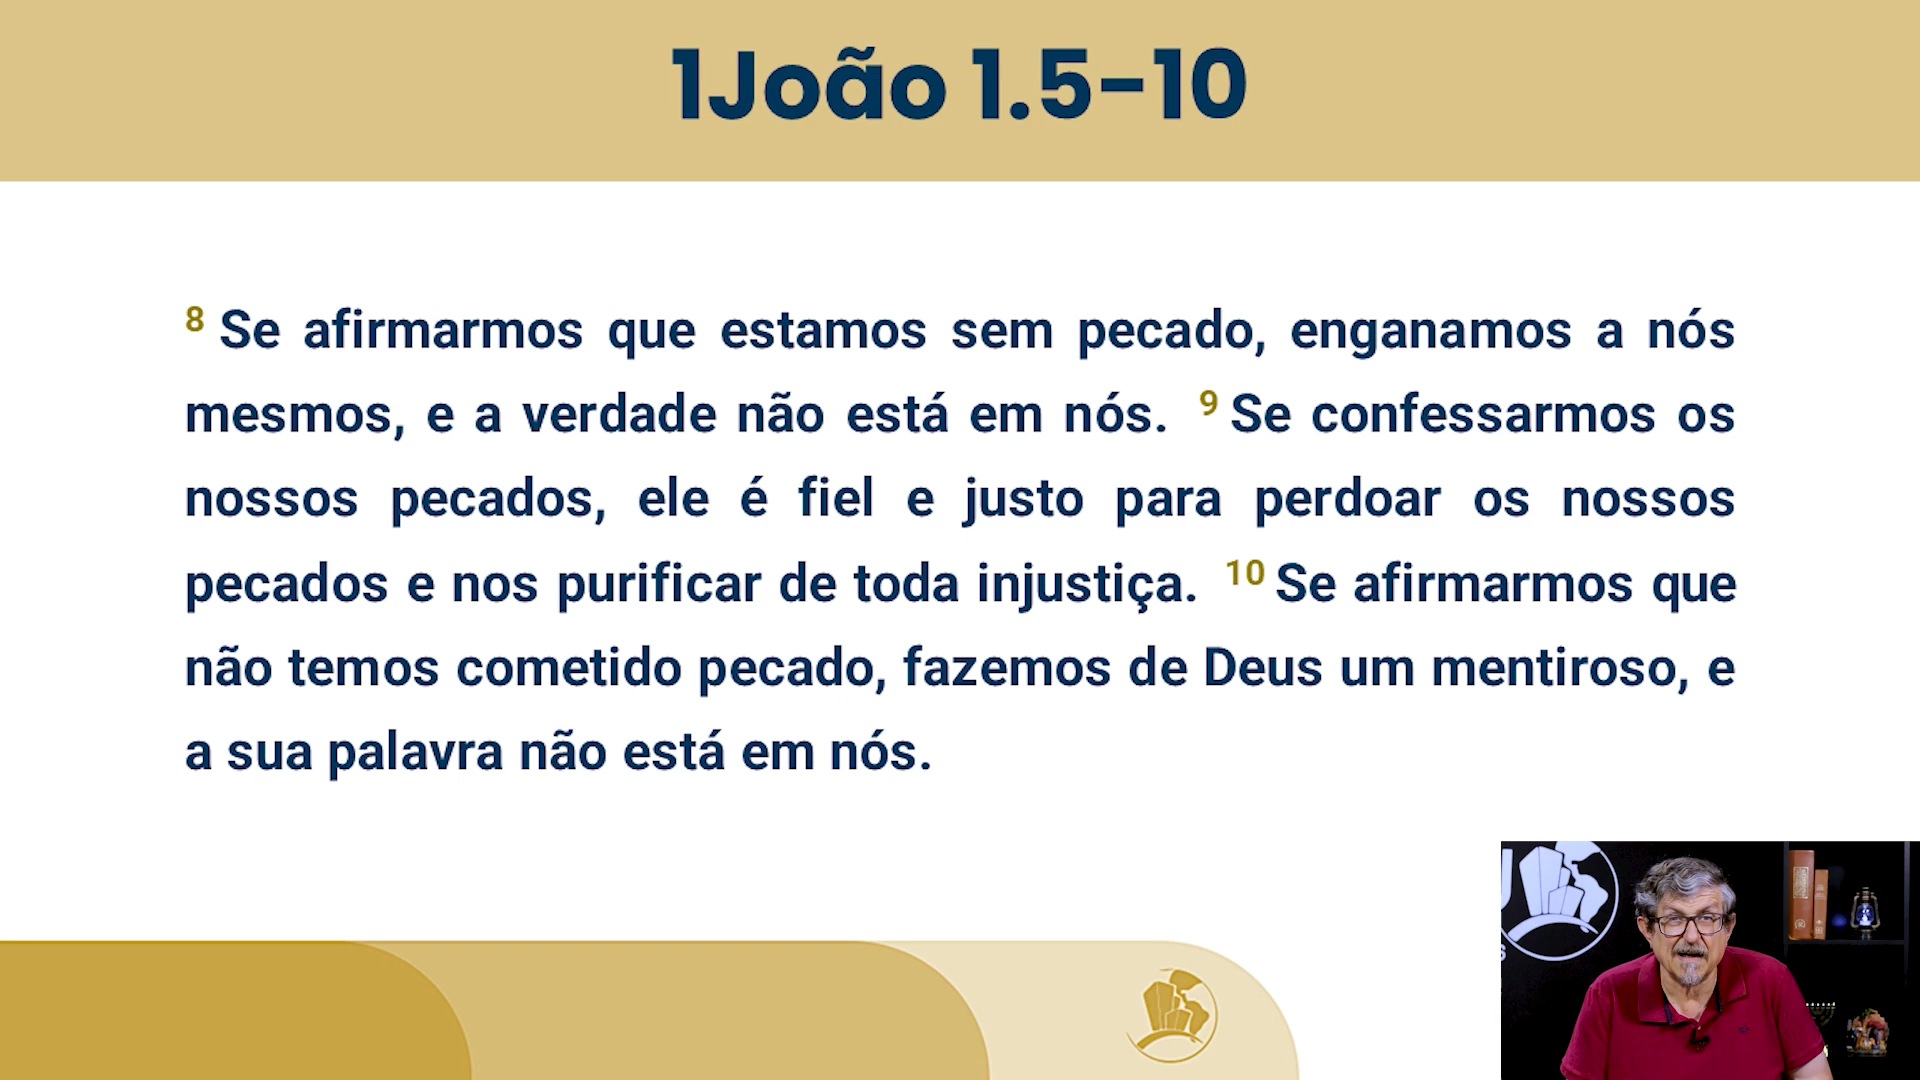 1João 1.5-10
8 Se afirmarmos que estamos sem pecado, enganamos a nós
mesmos, e a verdade não está em nós. 9 Se confessarmos os
nossos pecados, ele é fiel e justo para perdoar os nossos
pecados e nos purificar de toda injustiça. 10 Se afirmarmos que
não temos cometido pecado, fazemos de Deus um mentiroso, e
a sua palavra não está em nós.